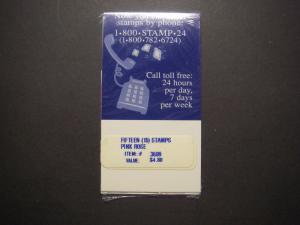 stamps by phone:
1·800·STAMP·24
(1·800·782·6724)
Call toll free:
24 hours
per day,
7 days
per week
FIFTEEN (15) STAMPS
PINK ROSE
ITEM: #
VALUE: $4.80